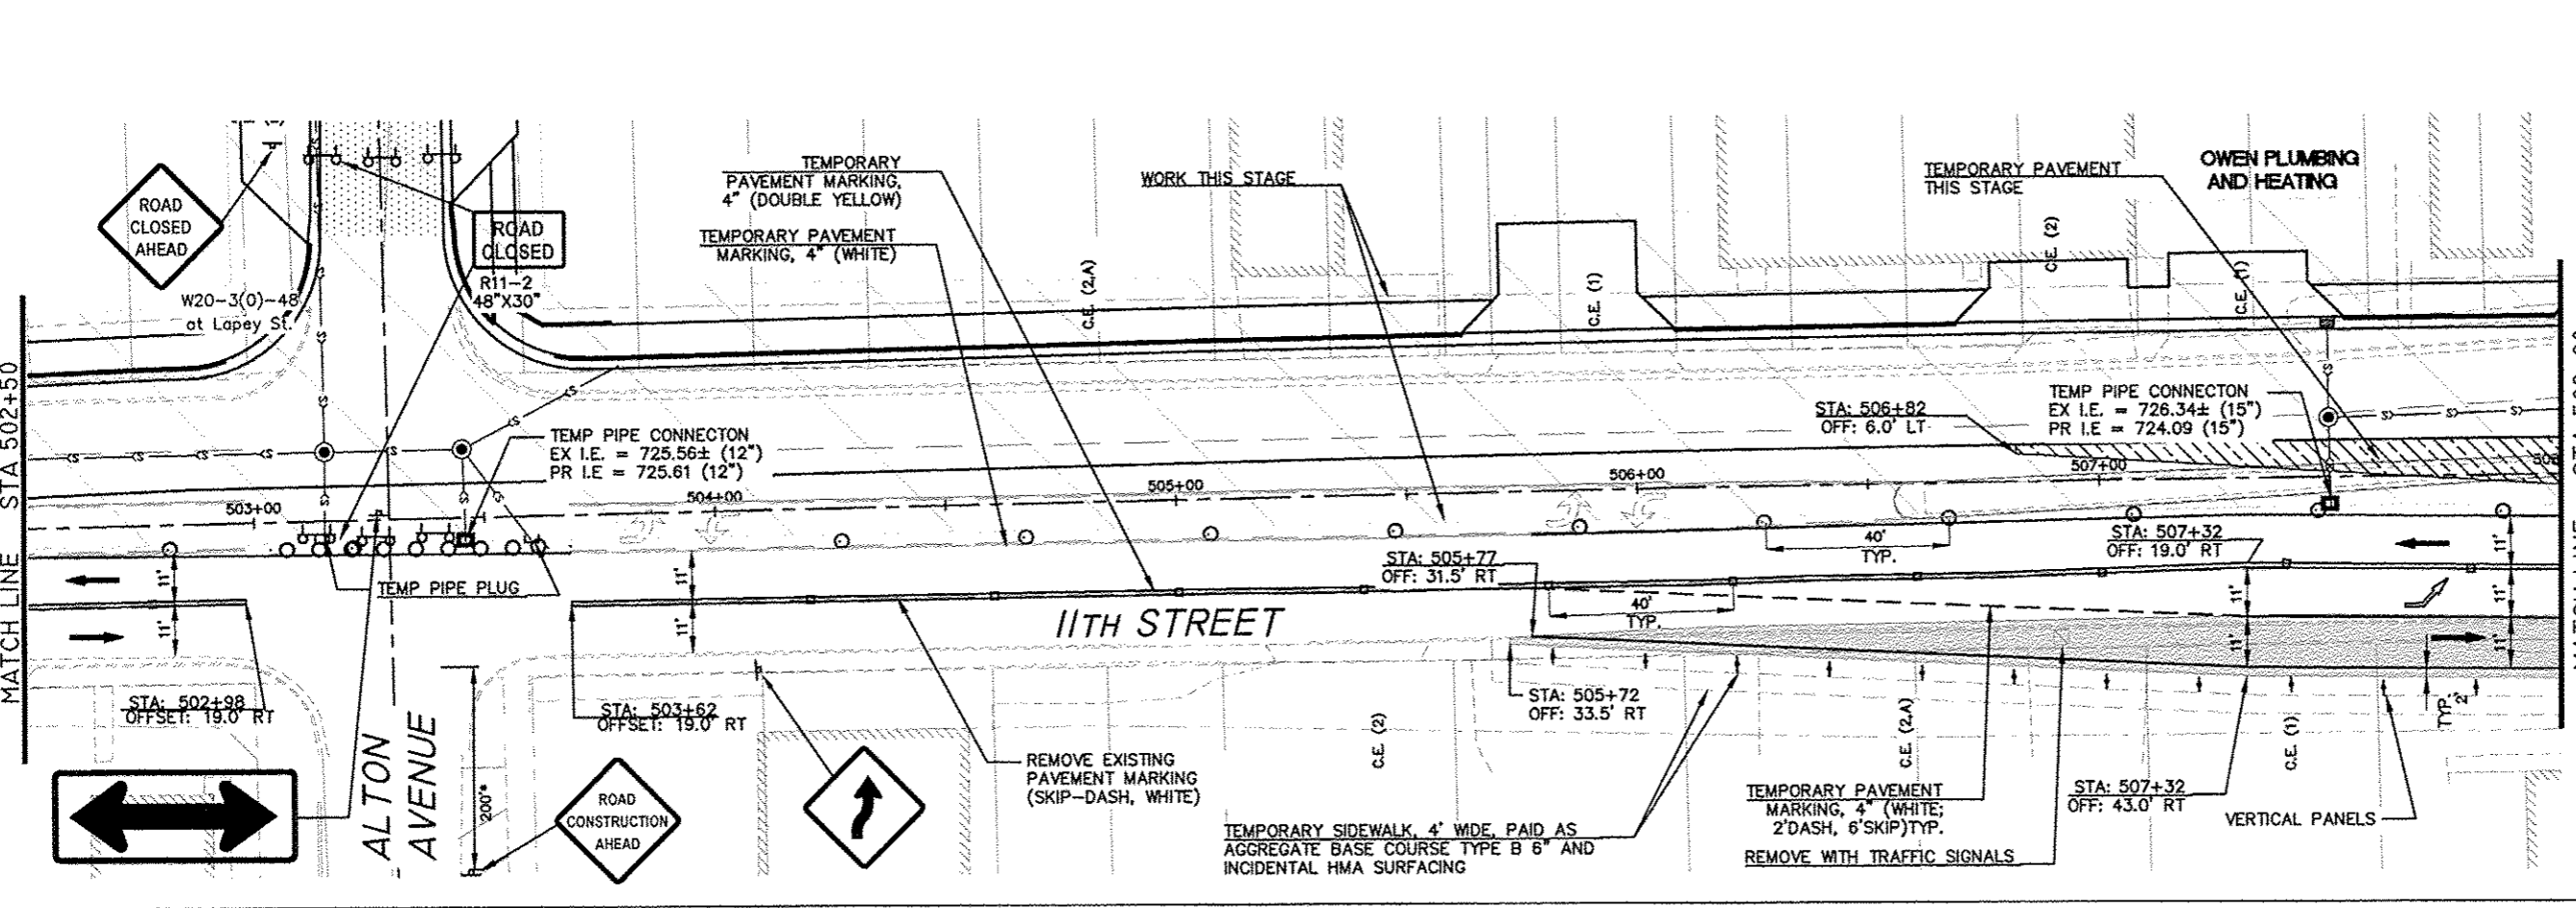 ROAD
CLOSED
AHEAD
W20-3(0)-48
at Lapey St.
ROAD
CLOSED
R11-2
48"X30"
TEMPORARY
PAVEMENT MARKING,
4" (DOUBLE YELLOW)
TEMPORARY PAVEMENT
MARKING, 4" (WHITE)
WORK THIS STAGE
TEMPORARY PAVEMENT
THIS STAGE
OWEN PLUMBING
AND HEATING
C.E. (2,A)
C.E. (1)
C.E. (2)
C.E. (1)
MATCH LINE STA 502+50
TEMP PIPE CONNECTON
EX I.E. = 725.56± (12")
PR I.E = 725.61 (12")
STA: 506+82
OFF: 6.0' LT
TEMP PIPE CONNECTON
EX I.E. = 726.34± (15")
PR I.E = 724.09 (15")
503+00
504+00
505+00
506+00
507+00
TEMP PIPE PLUG
STA: 505+77
OFF: 31.5' RT
40'
TYP.
STA: 507+32
OFF: 19.0' RT
11'
11'
11'
11'
11'
11'
11'
11'
11'
11TH STREET
40'
TYP.
STA: 502+98
OFFSET: 19.0' RT
STA: 503+62
OFFSET: 19.0' RT
STA: 505+72
OFF: 33.5' RT
ALTON
AVENUE
200'±
ROAD
CONSTRUCTION
AHEAD
REMOVE EXISTING
PAVEMENT MARKING
(SKIP-DASH, WHITE)
C.E. (2)
TEMPORARY SIDEWALK, 4' WIDE, PAID AS
AGGREGATE BASE COURSE TYPE B 6" AND
INCIDENTAL HMA SURFACING
C.E. (2,A)
TEMPORARY PAVEMENT
MARKING, 4" (WHITE;
2'DASH, 6'SKIP)TYP.
REMOVE WITH TRAFFIC SIGNALS
STA: 507+32
OFF: 43.0' RT
C.E. (1)
VERTICAL PANELS
TYP.
2'